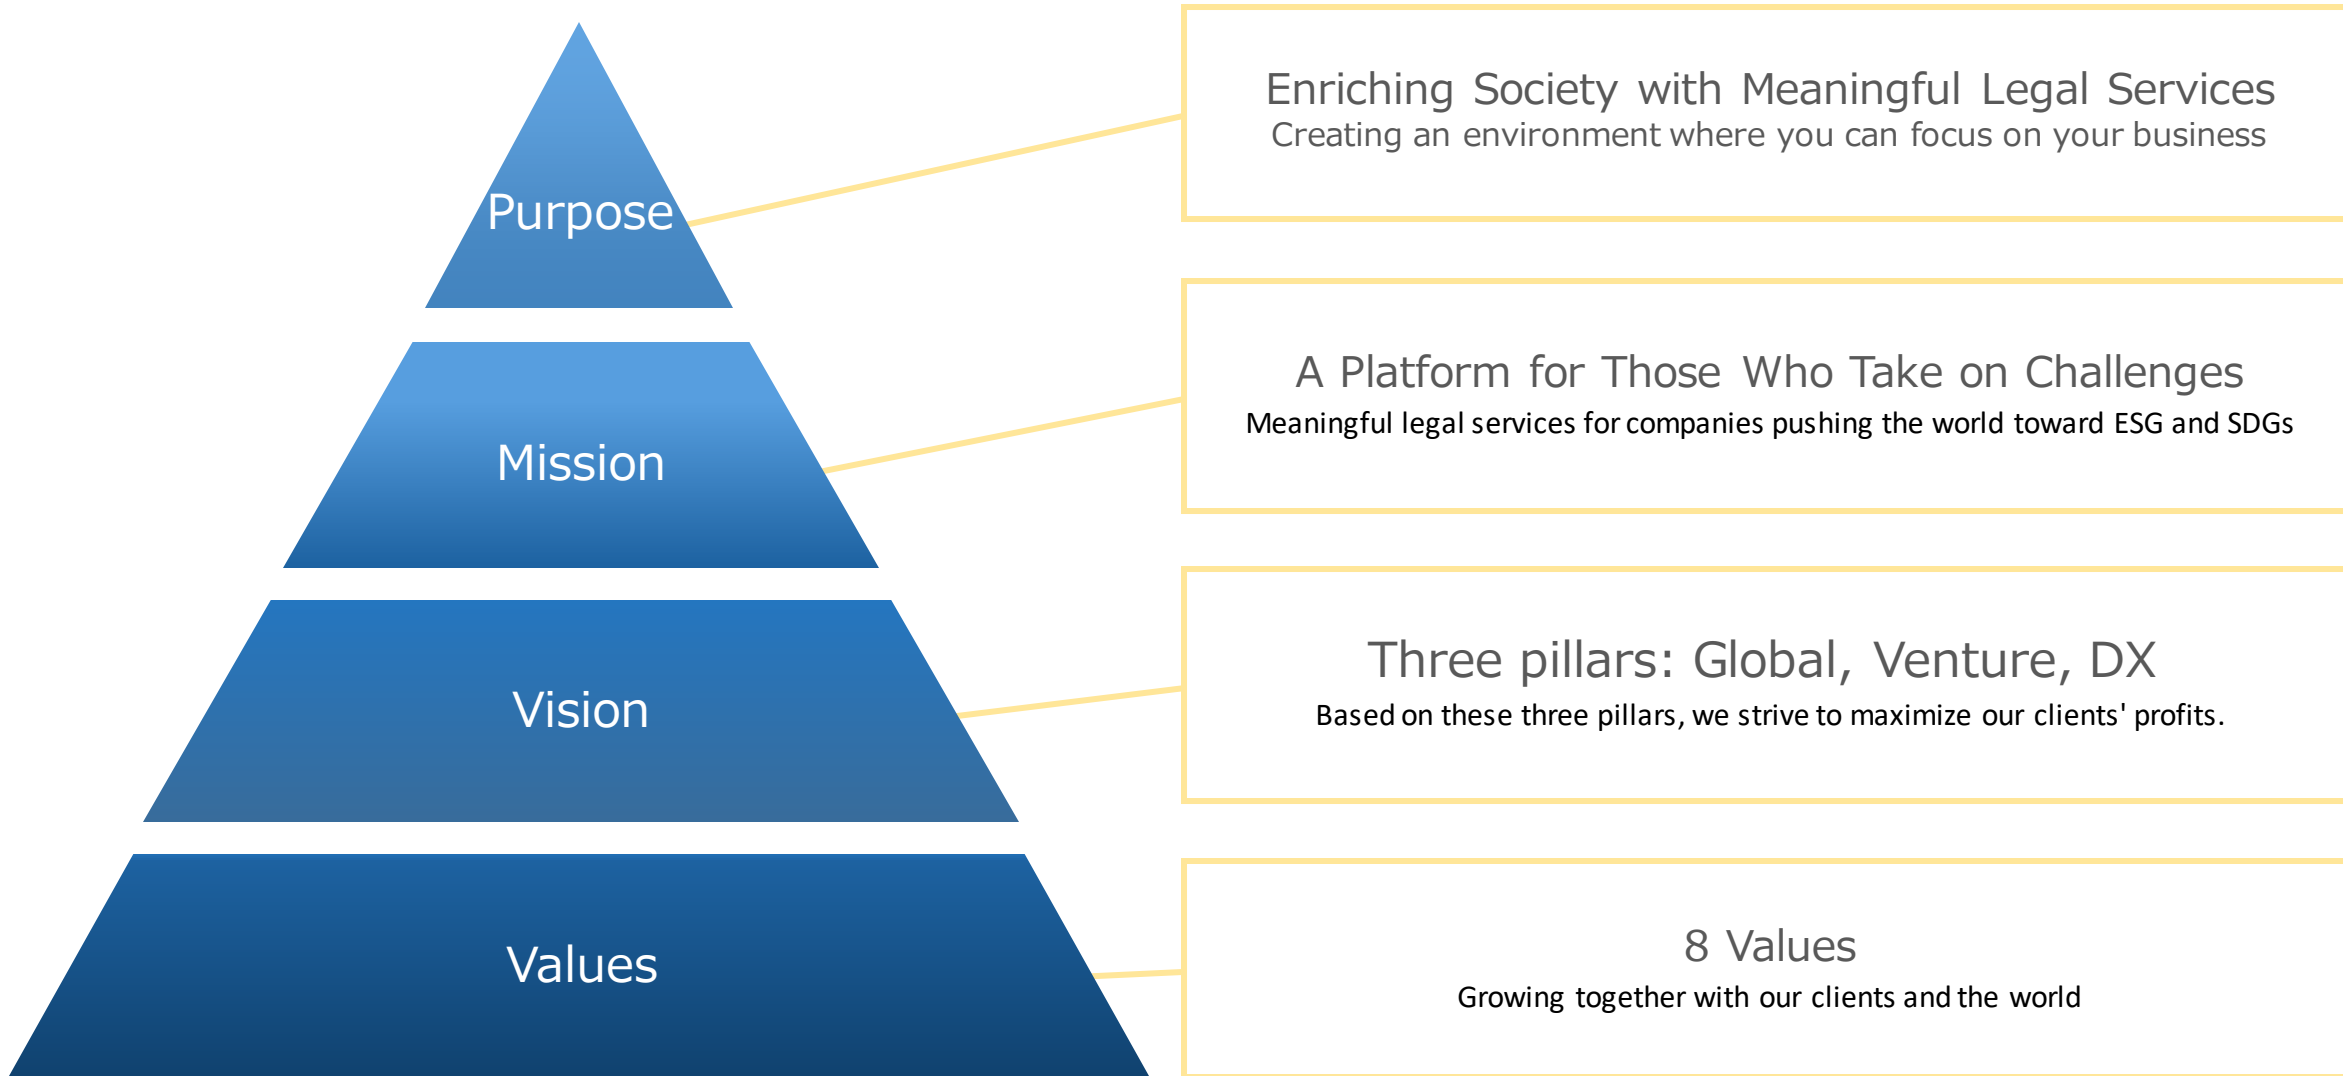 Purpose
Enriching Society with Meaningful Legal Services
Creating an environment where you can focus on your business
Mission
A Platform for Those Who Take on Challenges
Meaningful legal services for companies pushing the world toward ESG and SDGs
Vision
Three pillars: Global, Venture, DX
Based on these three pillars, we strive to maximize our clients' profits.
Values
8 Values
Growing together with our clients and the world